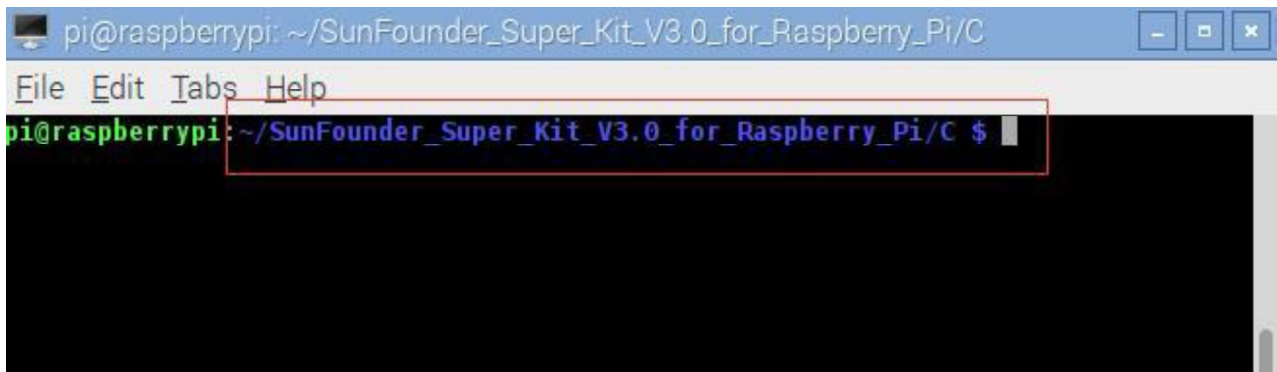 pi@raspberrypi: ~/SunFounder_Super_Kit_V3.0_for_Raspberry_Pi/C
File Edit Tabs Help
pi@raspberrypi:~/SunFounder_Super_Kit_V3.0_for_Raspberry_Pi/C $